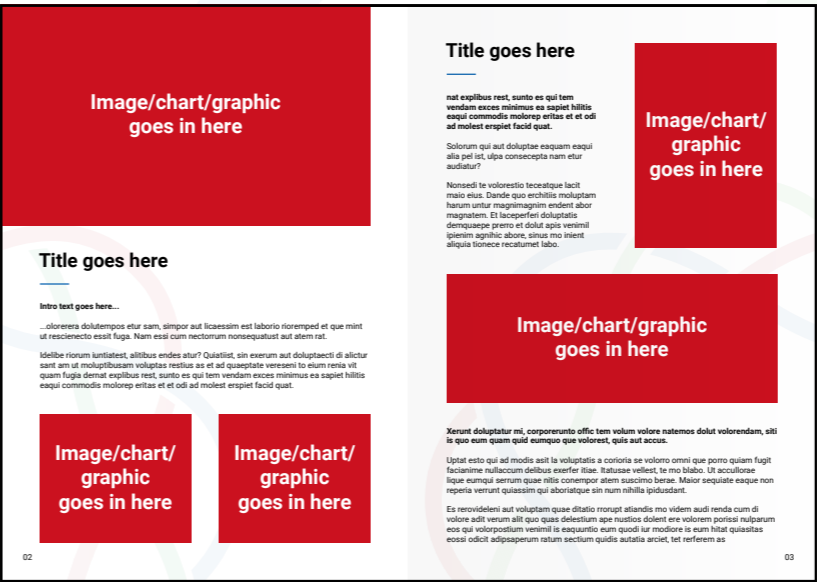 Image/chart/graphic
goes in here
Title goes here
Intro text goes here...
...olorerera dolutempos etur sam, simpor aut licaessim est laborio rioremped et que mint
ut rescienecto essit fuga. Nam essi cum nectorrum nonsequatust aut atem rat.
Idelibe riorum iuntiatest, alitibus endes atur? Quiatiist, sin exerum aut doluptaecti di alictur
sant am ut moluptibusam voluptas restius as et ad quaeptate vereseni to eium renia vit
quam fugia dernat explibus rest, sunto es qui tem vendam exces minimus ea sapiet hilitis
eaqui commodis molorep eritas et et odi ad molest erspiet facid quat.
Image/chart/
graphic
goes in here
Image/chart/
graphic
goes in here
02
Title goes here
nat explibus rest, sunto es qui tem
vendam exces minimus ea sapiet hilitis
eaqui commodis molorep eritas et et odi
ad molest erspiet facid quat.
Solorum qui aut doluptae eaquam eaqui
alia pel ist, ulpa consecepta nam etur
audiatur?
Nonsedi te volorestio teceatque lacit
maio eius. Dande quo erchitiis moluptam
harum untur magnimagnim endent abor
magnatem. Et laceperferi doluptatis
demquaepe prerro et dolut apis venimil
ipienim agnihic abore, sinus mo inient
aliquia tionece recatumet labo.
Image/chart/
graphic
goes in here
Image/chart/graphic
goes in here
Xerunt doluptatur mi, corporerunto offic tem volum volore natemos dolut volorendam, siti
is quo eum quam quid eumquo que volorest, quis aut accus.
Uptat esto qui ad modis asit la voluptatis a corioria se volorro omni que porro quiam fugit
facianime nullaccum delibus exerfer itiae. Itatusae vellest, te mo blabo. Ut accullorae
lique eumqui serrum quae nitis conempor atem suscimo berae. Maior sequiate eaque non
reperia verrunt quiassim qui aboriatque sin num nihilla ipidusdant.
Es rerovideleni aut voluptam quae ditatio rrorupt atiandis mo videm audi renda cum di
volore adit verum alit quo quas delestium ape nustios dolent ere volorem porissi nulparum
eos qui volorpostium venimil is eaquuntio eum quodi iur modiore is eum hitat quiasitas
eossi odicit adipsaperum ratum sectium quidis autatia arciet, tet rerferem as
03